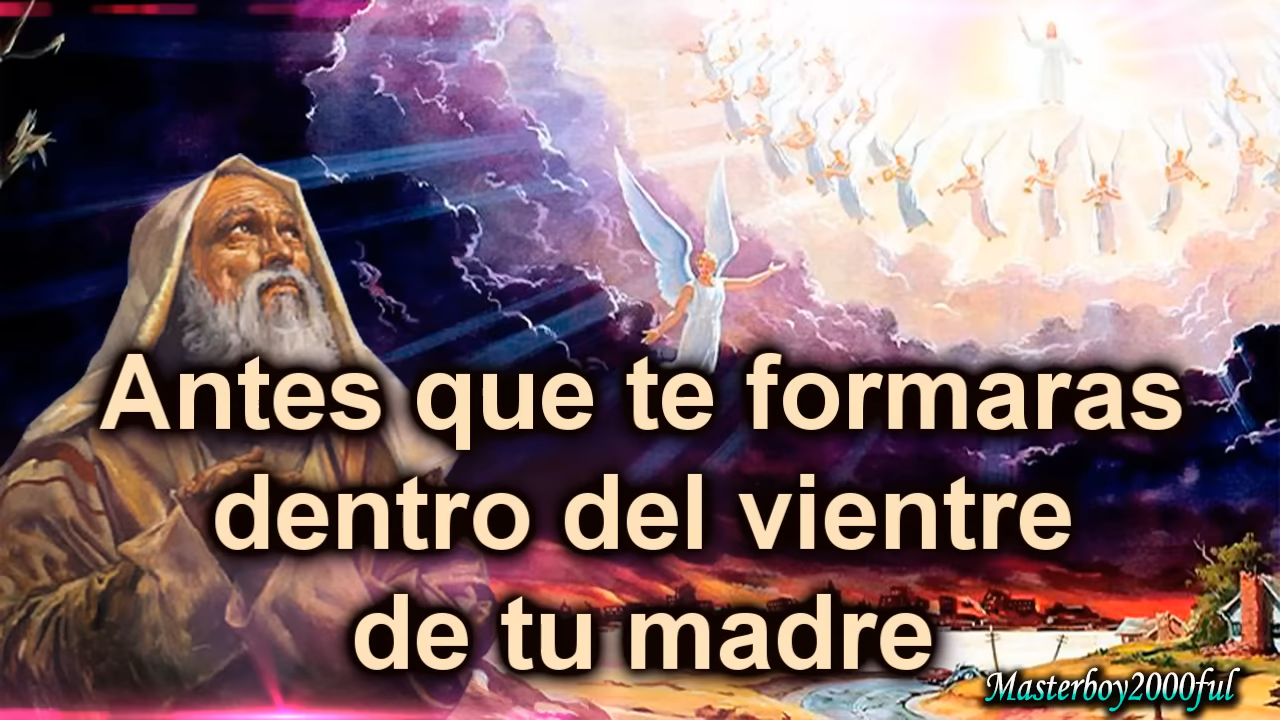 Antes que te formaras
dentro del vientre
de tu madre
Masterboy2000ful